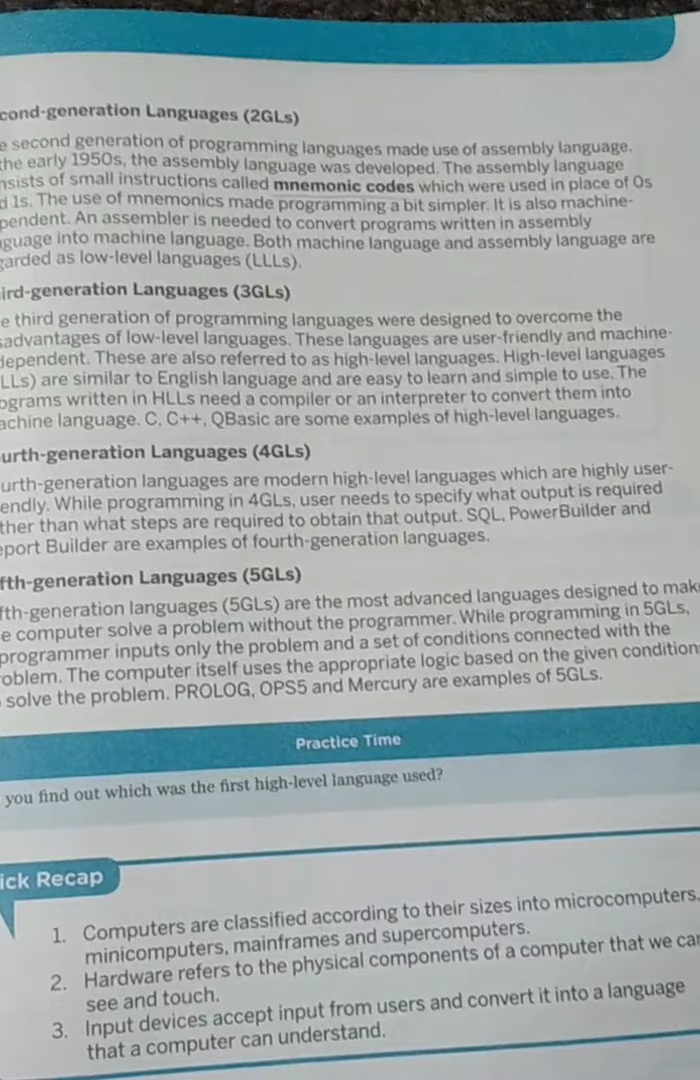 cond-generation Languages (2GLs)
e second generation of programming languages made use of assembly language.
the early 1950s, the assembly language was developed. The assembly language
nsists of small instructions called mnemonic codes which were used in place of 0s
d 1s. The use of mnemonics made programming a bit simpler. It is also machine-
pendent. An assembler is needed to convert programs written in assembly
nguage into machine language. Both machine language and assembly language are
garded as low-level languages (LLLs).
ird-generation Languages (3GLs)
e third generation of programming languages were designed to overcome the
sadvantages of low-level languages. These languages are user-friendly and machine-
dependent. These are also referred to as high-level languages. High-level languages
LLs) are similar to English language and are easy to learn and simple to use. The
ograms written in HLLs need a compiler or an interpreter to convert them into
achine language. C, C++, QBasic are some examples of high-level languages.
urth-generation Languages (4GLs)
urth-generation languages are modern high-level languages which are highly user-
endly. While programming in 4GLs, user needs to specify what output is required
ther than what steps are required to obtain that output. SQL, PowerBuilder and
eport Builder are examples of fourth-generation languages.
fth-generation Languages (5GLs)
fth-generation languages (5GLs) are the most advanced languages designed to make
e computer solve a problem without the programmer. While programming in 5GLs,
programmer inputs only the problem and a set of conditions connected with the
roblem. The computer itself uses the appropriate logic based on the given condition
solve the problem. PROLOG, OPS5 and Mercury are examples of 5GLs.
Practice Time
you find out which was the first high-level language used?
ick Recap
1. Computers are classified according to their sizes into microcomputers,
minicomputers, mainframes and supercomputers.
2. Hardware refers to the physical components of a computer that we can
see and touch.
3. Input devices accept input from users and convert it into a language
that a computer can understand.